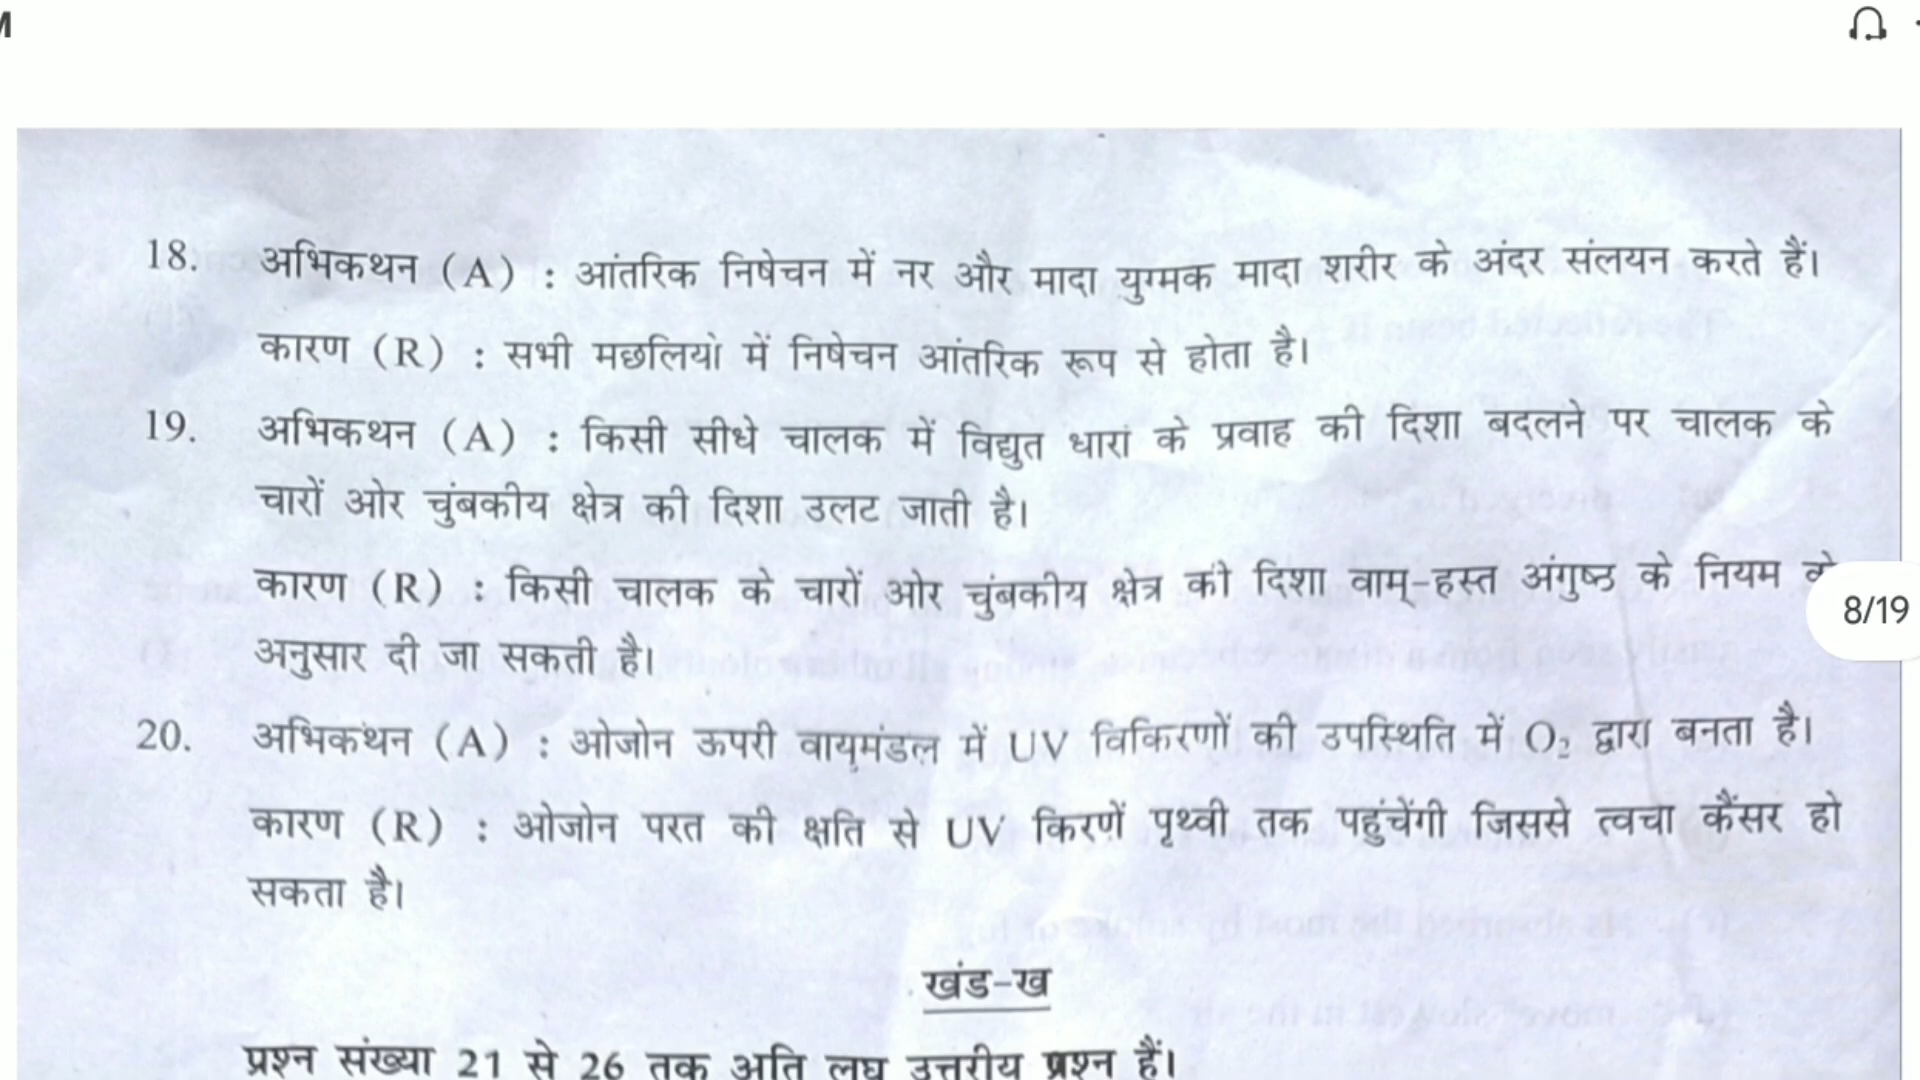 M
18. अभिकथन (A) : आंतरिक निषेचन में नर और मादा युग्मक मादा शरीर के अंदर संलयन करते हैं।
कारण (R) : सभी मछलियों में निषेचन आंतरिक रूप से होता है।
19. अभिकथन (A) : किसी सीधे चालक में विद्युत धारा के प्रवाह की दिशा बदलने पर चालक के
चारों ओर चुंबकीय क्षेत्र की दिशा उलट जाती है।
कारण (R) : किसी चालक के चारों ओर चुंबकीय क्षेत्र की दिशा वाम्-हस्त अंगुष्ठ के नियम
8/19
अनुसार दी जा सकती है।
20. अभिकथन (A) : ओजोन ऊपरी वायुमंडल में UV विकिरणों की उपस्थिति में O₂ द्वारा बनता है।
कारण (R) : ओजोन परत की क्षति से UV किरणें पृथ्वी तक पहुंचेंगी जिससे त्वचा कैंसर हो
सकता है।
खंड-ख
प्रश्न संख्या 21 से 26 तक अति लघु उत्तरीय प्रश्न हैं।